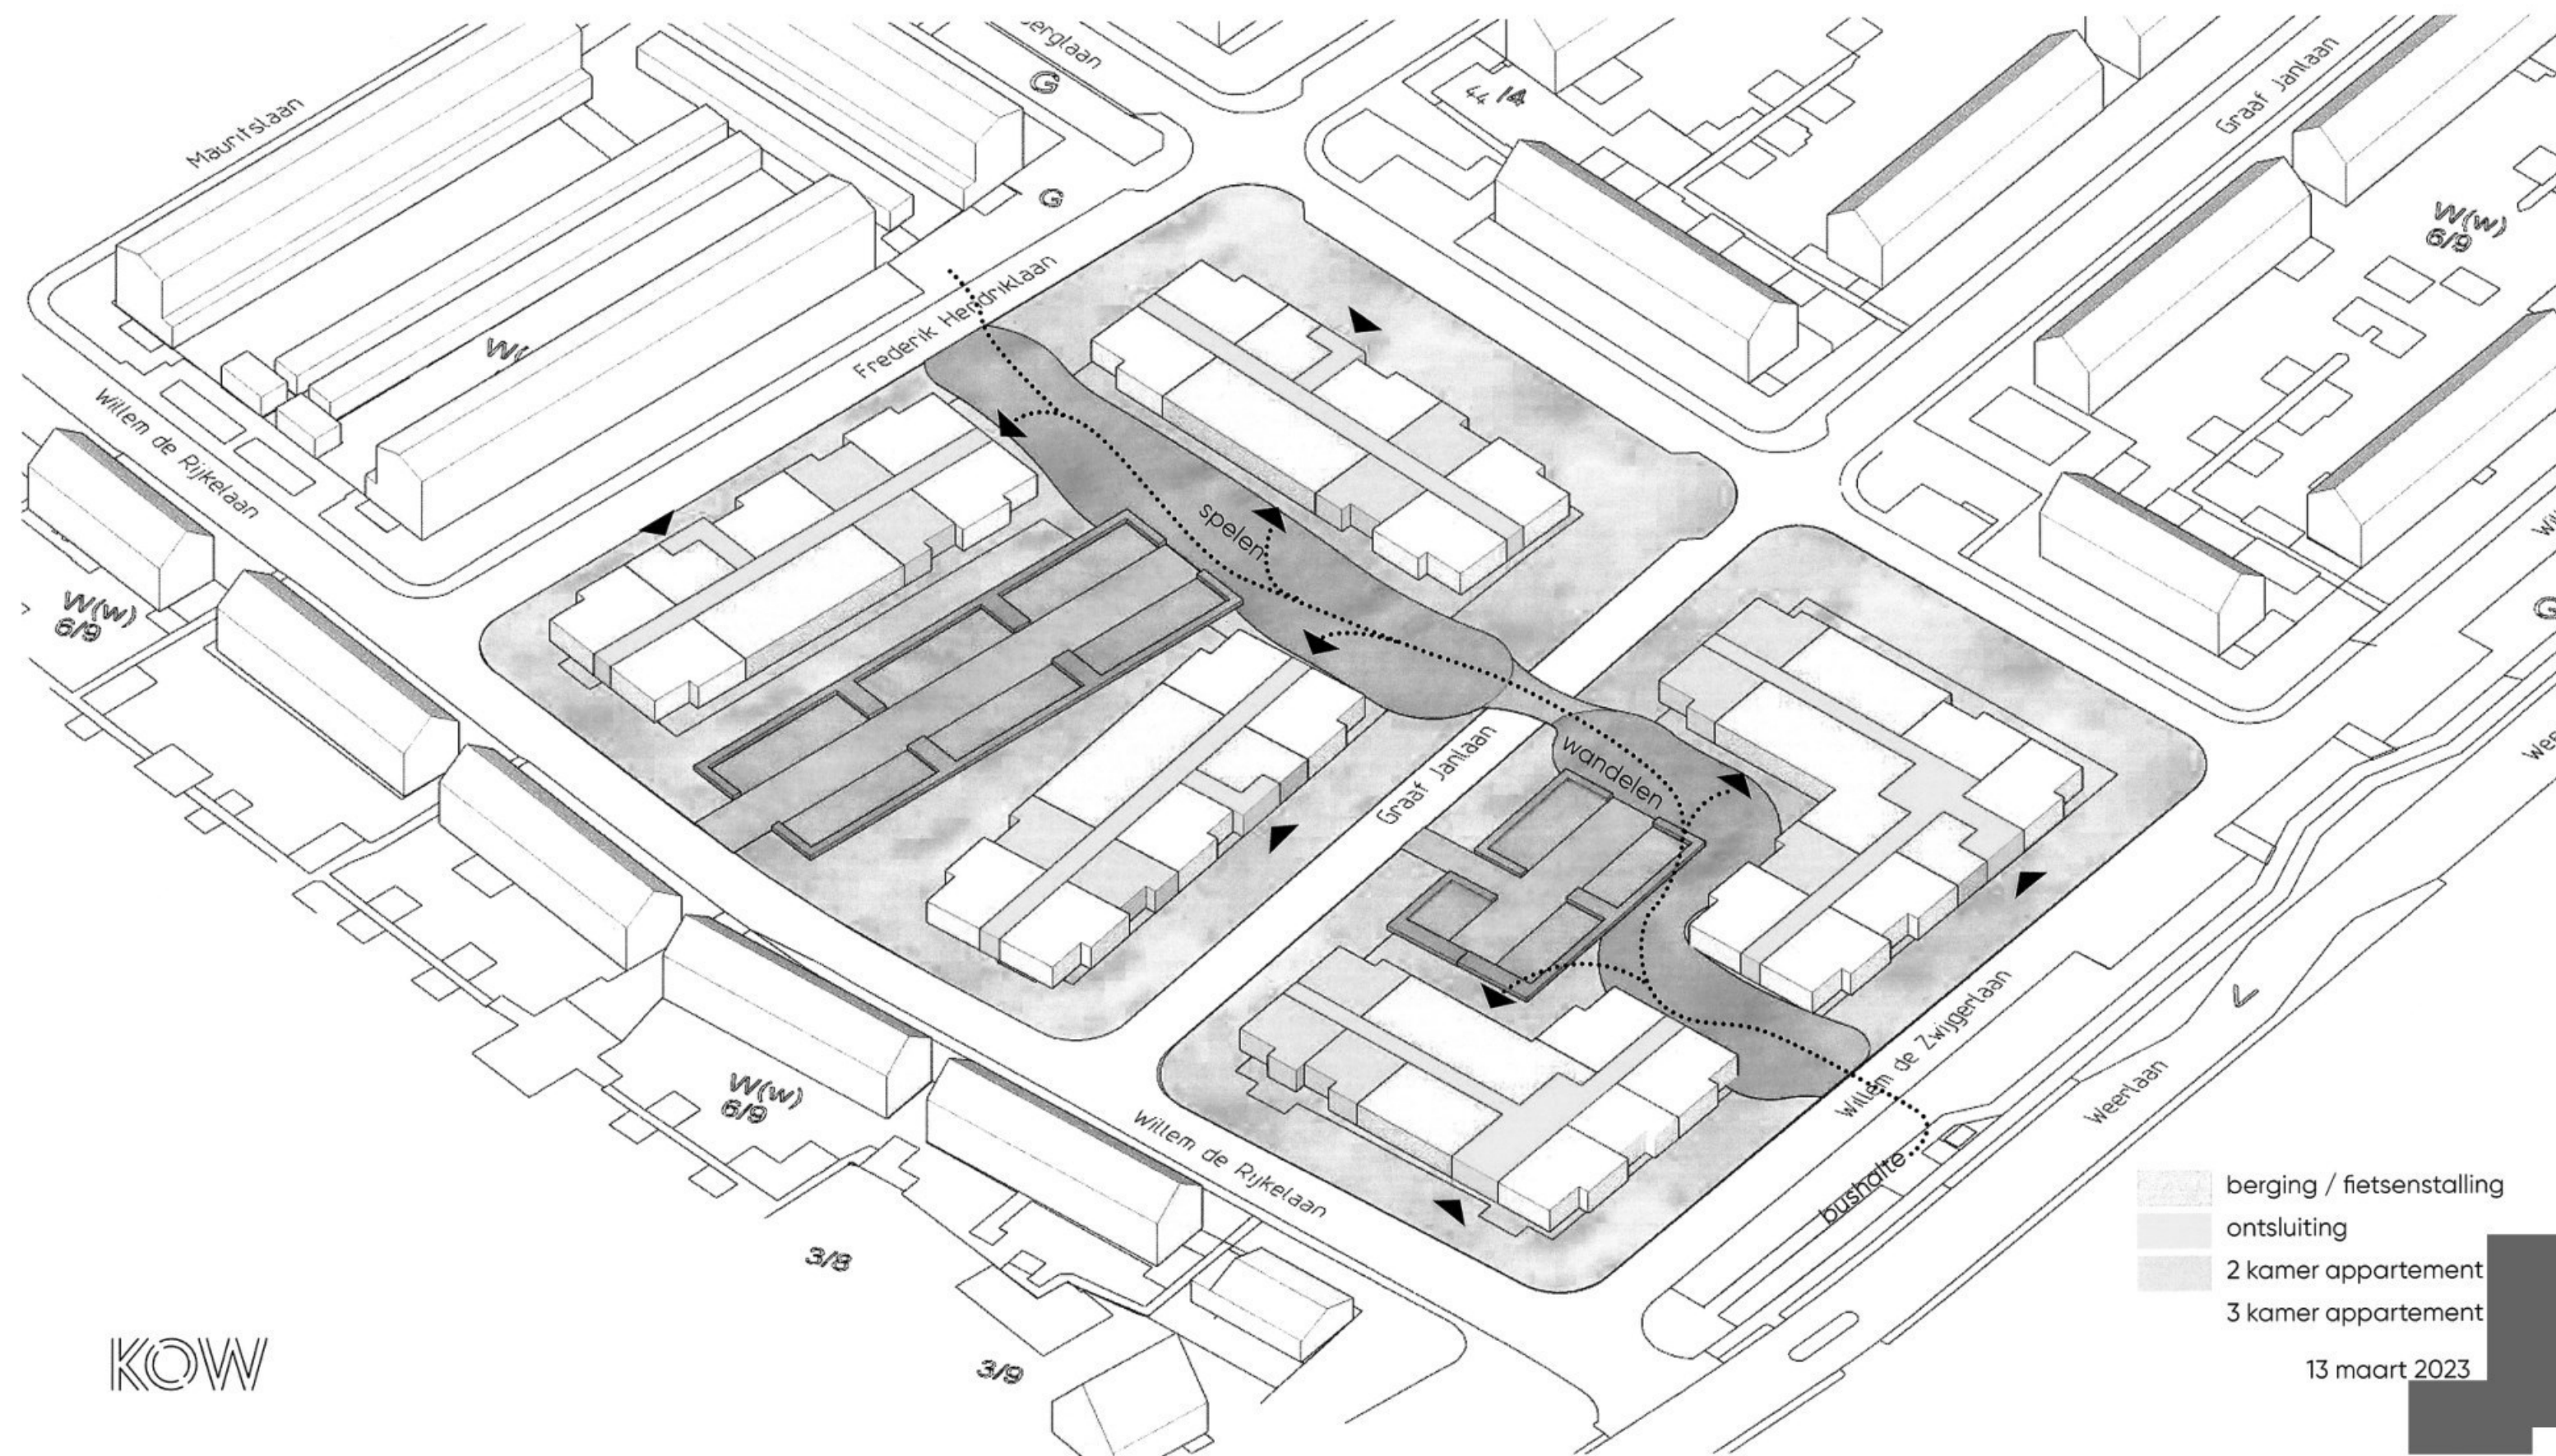 Mauritslaan
G
44 14
Graaf Janlaan
G
W(w)
6/9
Frederik Hendriklaan
Willem de Rijkelaan
spelen
W(w)
6/9
G
wandelen
Graaf Janlaan
Willem de Zwijgerlaan
W(w)
6/9
Weerlaan
Willem de Rijkelaan
bushalte
3/8
3/9
berging / fietsenstalling
ontsluiting
2 kamer appartement
3 kamer appartement
13 maart 2023
KOW